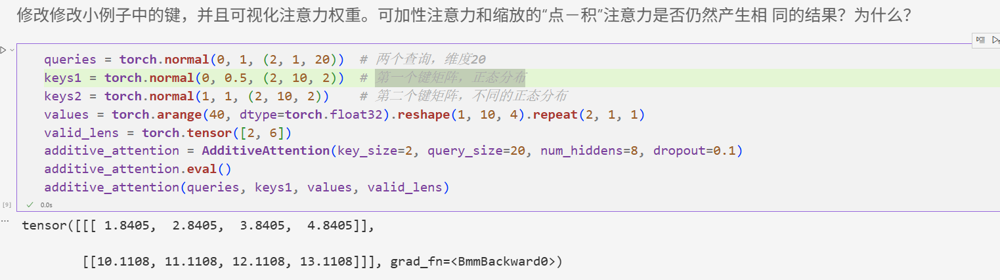 修改修改小例子中的键，并且可视化注意力权重。可加性注意力和缩放的“点－积”注意力是否仍然产生相 同的结果？为什么？
queries = torch.normal(0, 1, (2, 1, 20))  # 两个查询，维度20
keys1 = torch.normal(0, 0.5, (2, 10, 2))  # 第一个键矩阵，正态分布
keys2 = torch.normal(1, 1, (2, 10, 2))    # 第二个键矩阵，不同的正态分布
values = torch.arange(40, dtype=torch.float32).reshape(1, 10, 4).repeat(2, 1, 1)
valid_lens = torch.tensor([2, 6])
additive_attention = AdditiveAttention(key_size=2, query_size=20, num_hiddens=8, dropout=0.1)
additive_attention.eval()
additive_attention(queries, keys1, values, valid_lens)
[9] ✓ 0.0s
... tensor([[[ 1.8405,  2.8405,  3.8405,  4.8405]],
[[10.1108, 11.1108, 12.1108, 13.1108]]], grad_fn=<BmmBackward0>)